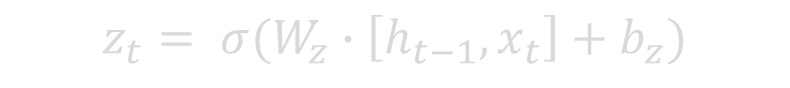 z_t = σ(W_z · [h_{t−1}, x_t] + b_z)